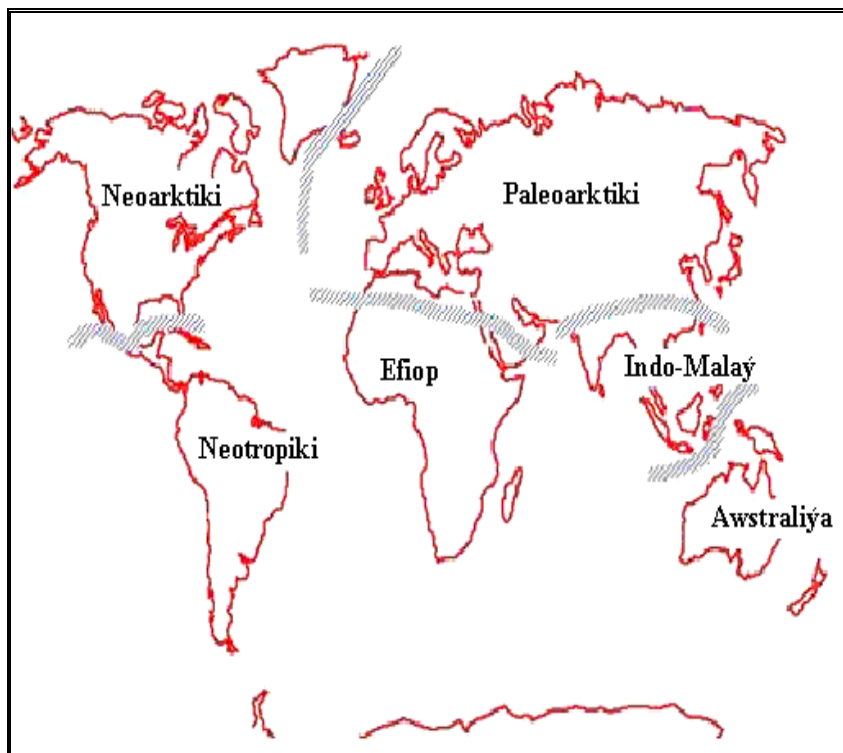 Neoarktiki
Paleoarktiki
Efiop
Indo-Malaý
Neotropiki
Awstraliýa